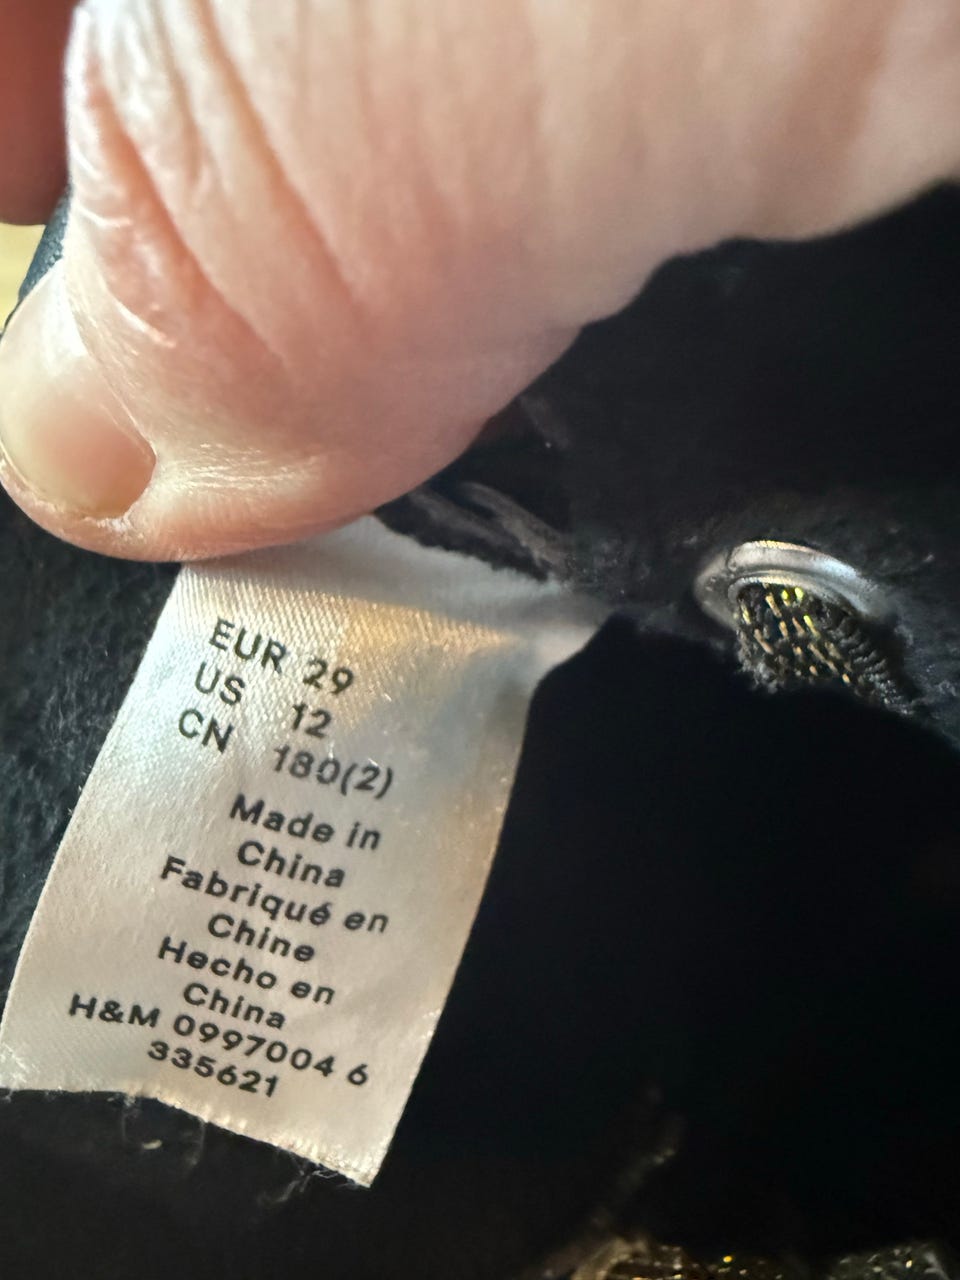 EUR 29
US 12
CN 180(2)
Made in
China
Fabriqué en
Chine
Hecho en
China
H&M 0997004 6
335621